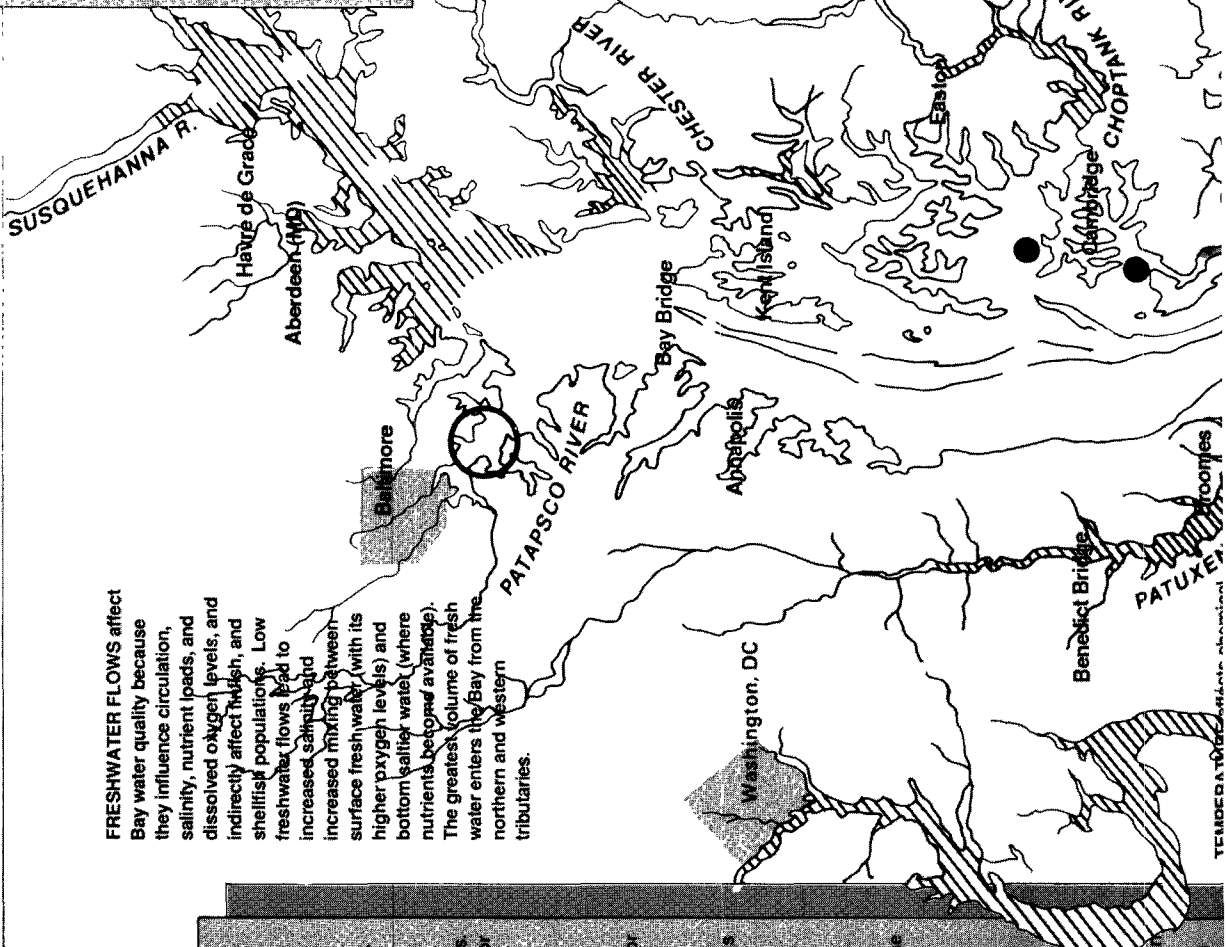 FRESHWATER FLOWS affect
Bay water quality because
they influence circulation,
salinity, nutrient loads, and
dissolved oxygen levels, and
indirectly affect finfish, and
shellfish populations. Low
freshwater flows lead to
increased salinity and
increased mixing between
surface freshwater (with its
higher oxygen levels) and
bottom saltier water (where
nutrients become available).
The greatest volume of fresh
water enters the Bay from the
northern and western
tributaries.
SUSQUEHANNA R.
Havre de Grace
Aberdeen (MD)
Baltimore
PATAPSCO RIVER
CHESTER RIVER
Bay Bridge
Kent Island
Annapolis
Washington, DC
Easton
CHOPTANK
Cambridge
Benedict Bridge
Broomes